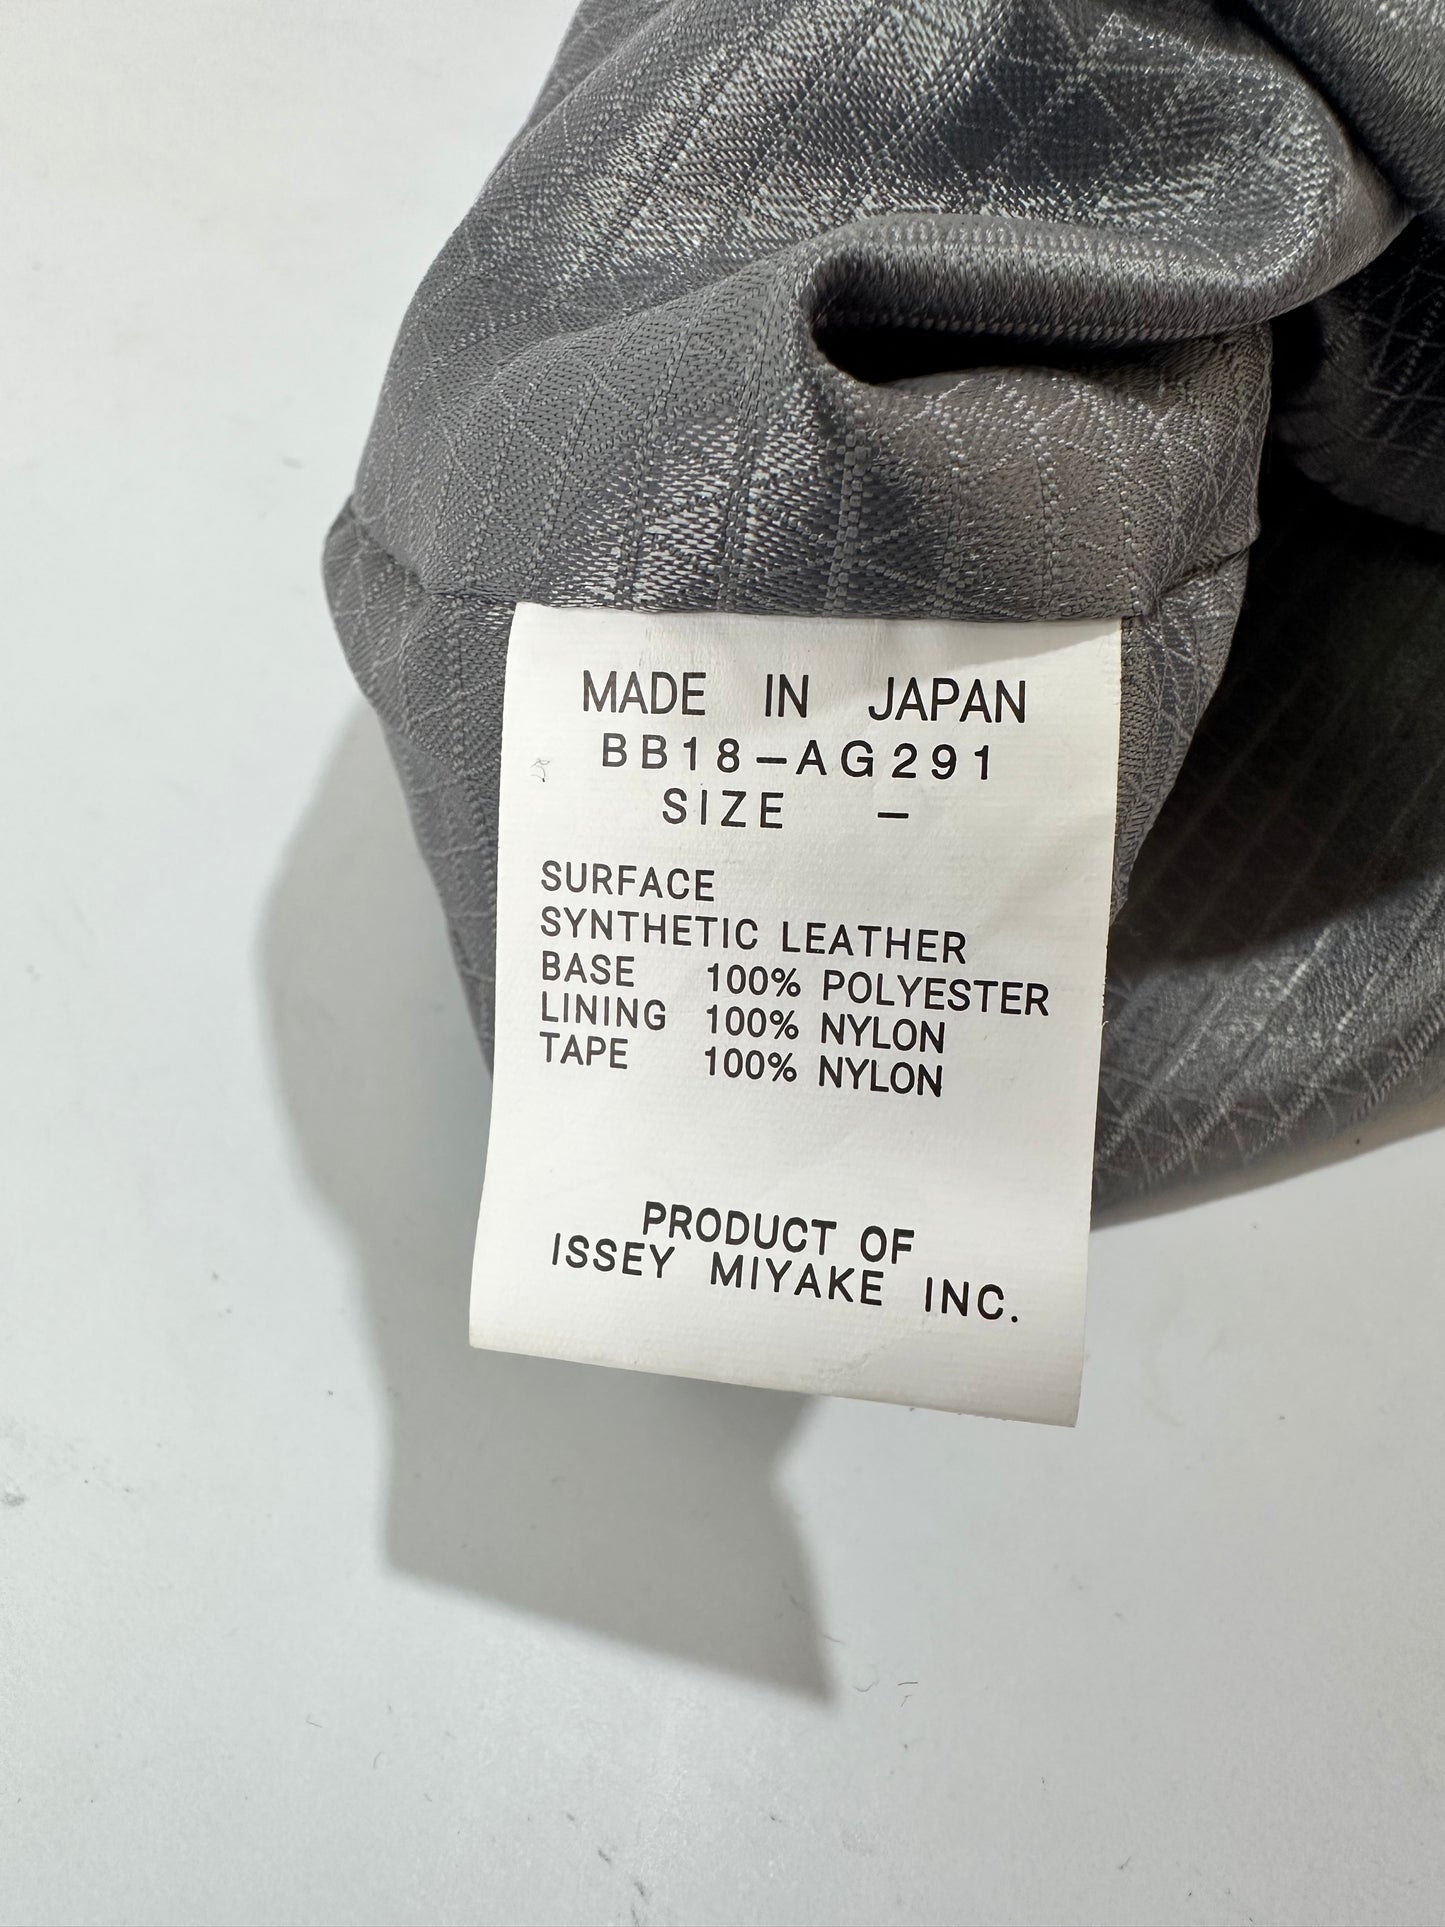 MADE IN JAPAN
BB18-AG291
SIZE -
SURFACE
SYNTHETIC LEATHER
BASE 100% POLYESTER
LINING 100% NYLON
TAPE 100% NYLON
PRODUCT OF
ISSEY MIYAKE INC.